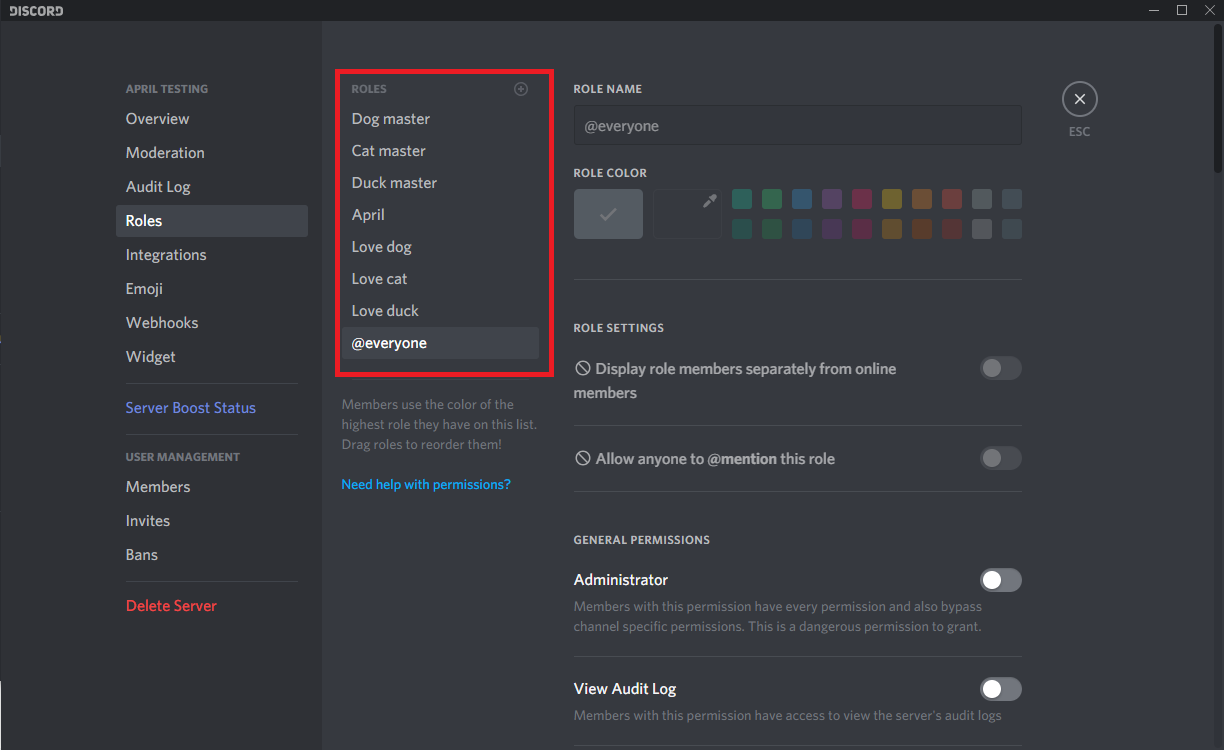 DISCORD
APRIL TESTING
Overview
Moderation
Audit Log
Roles
Integrations
Emoji
Webhooks
Widget
Server Boost Status
USER MANAGEMENT
Members
Invites
Bans
Delete Server
ROLES
Dog master
Cat master
Duck master
April
Love dog
Love cat
Love duck
@everyone
Members use the color of the
highest role they have on this list.
Drag roles to reorder them!
Need help with permissions?
ROLE NAME
@everyone
ROLE COLOR
ROLE SETTINGS
Display role members separately from online
members
Allow anyone to @mention this role
GENERAL PERMISSIONS
Administrator
Members with this permission have every permission and also bypass
channel specific permissions. This is a dangerous permission to grant.
View Audit Log
Members with this permission have access to view the server's audit logs
ESC